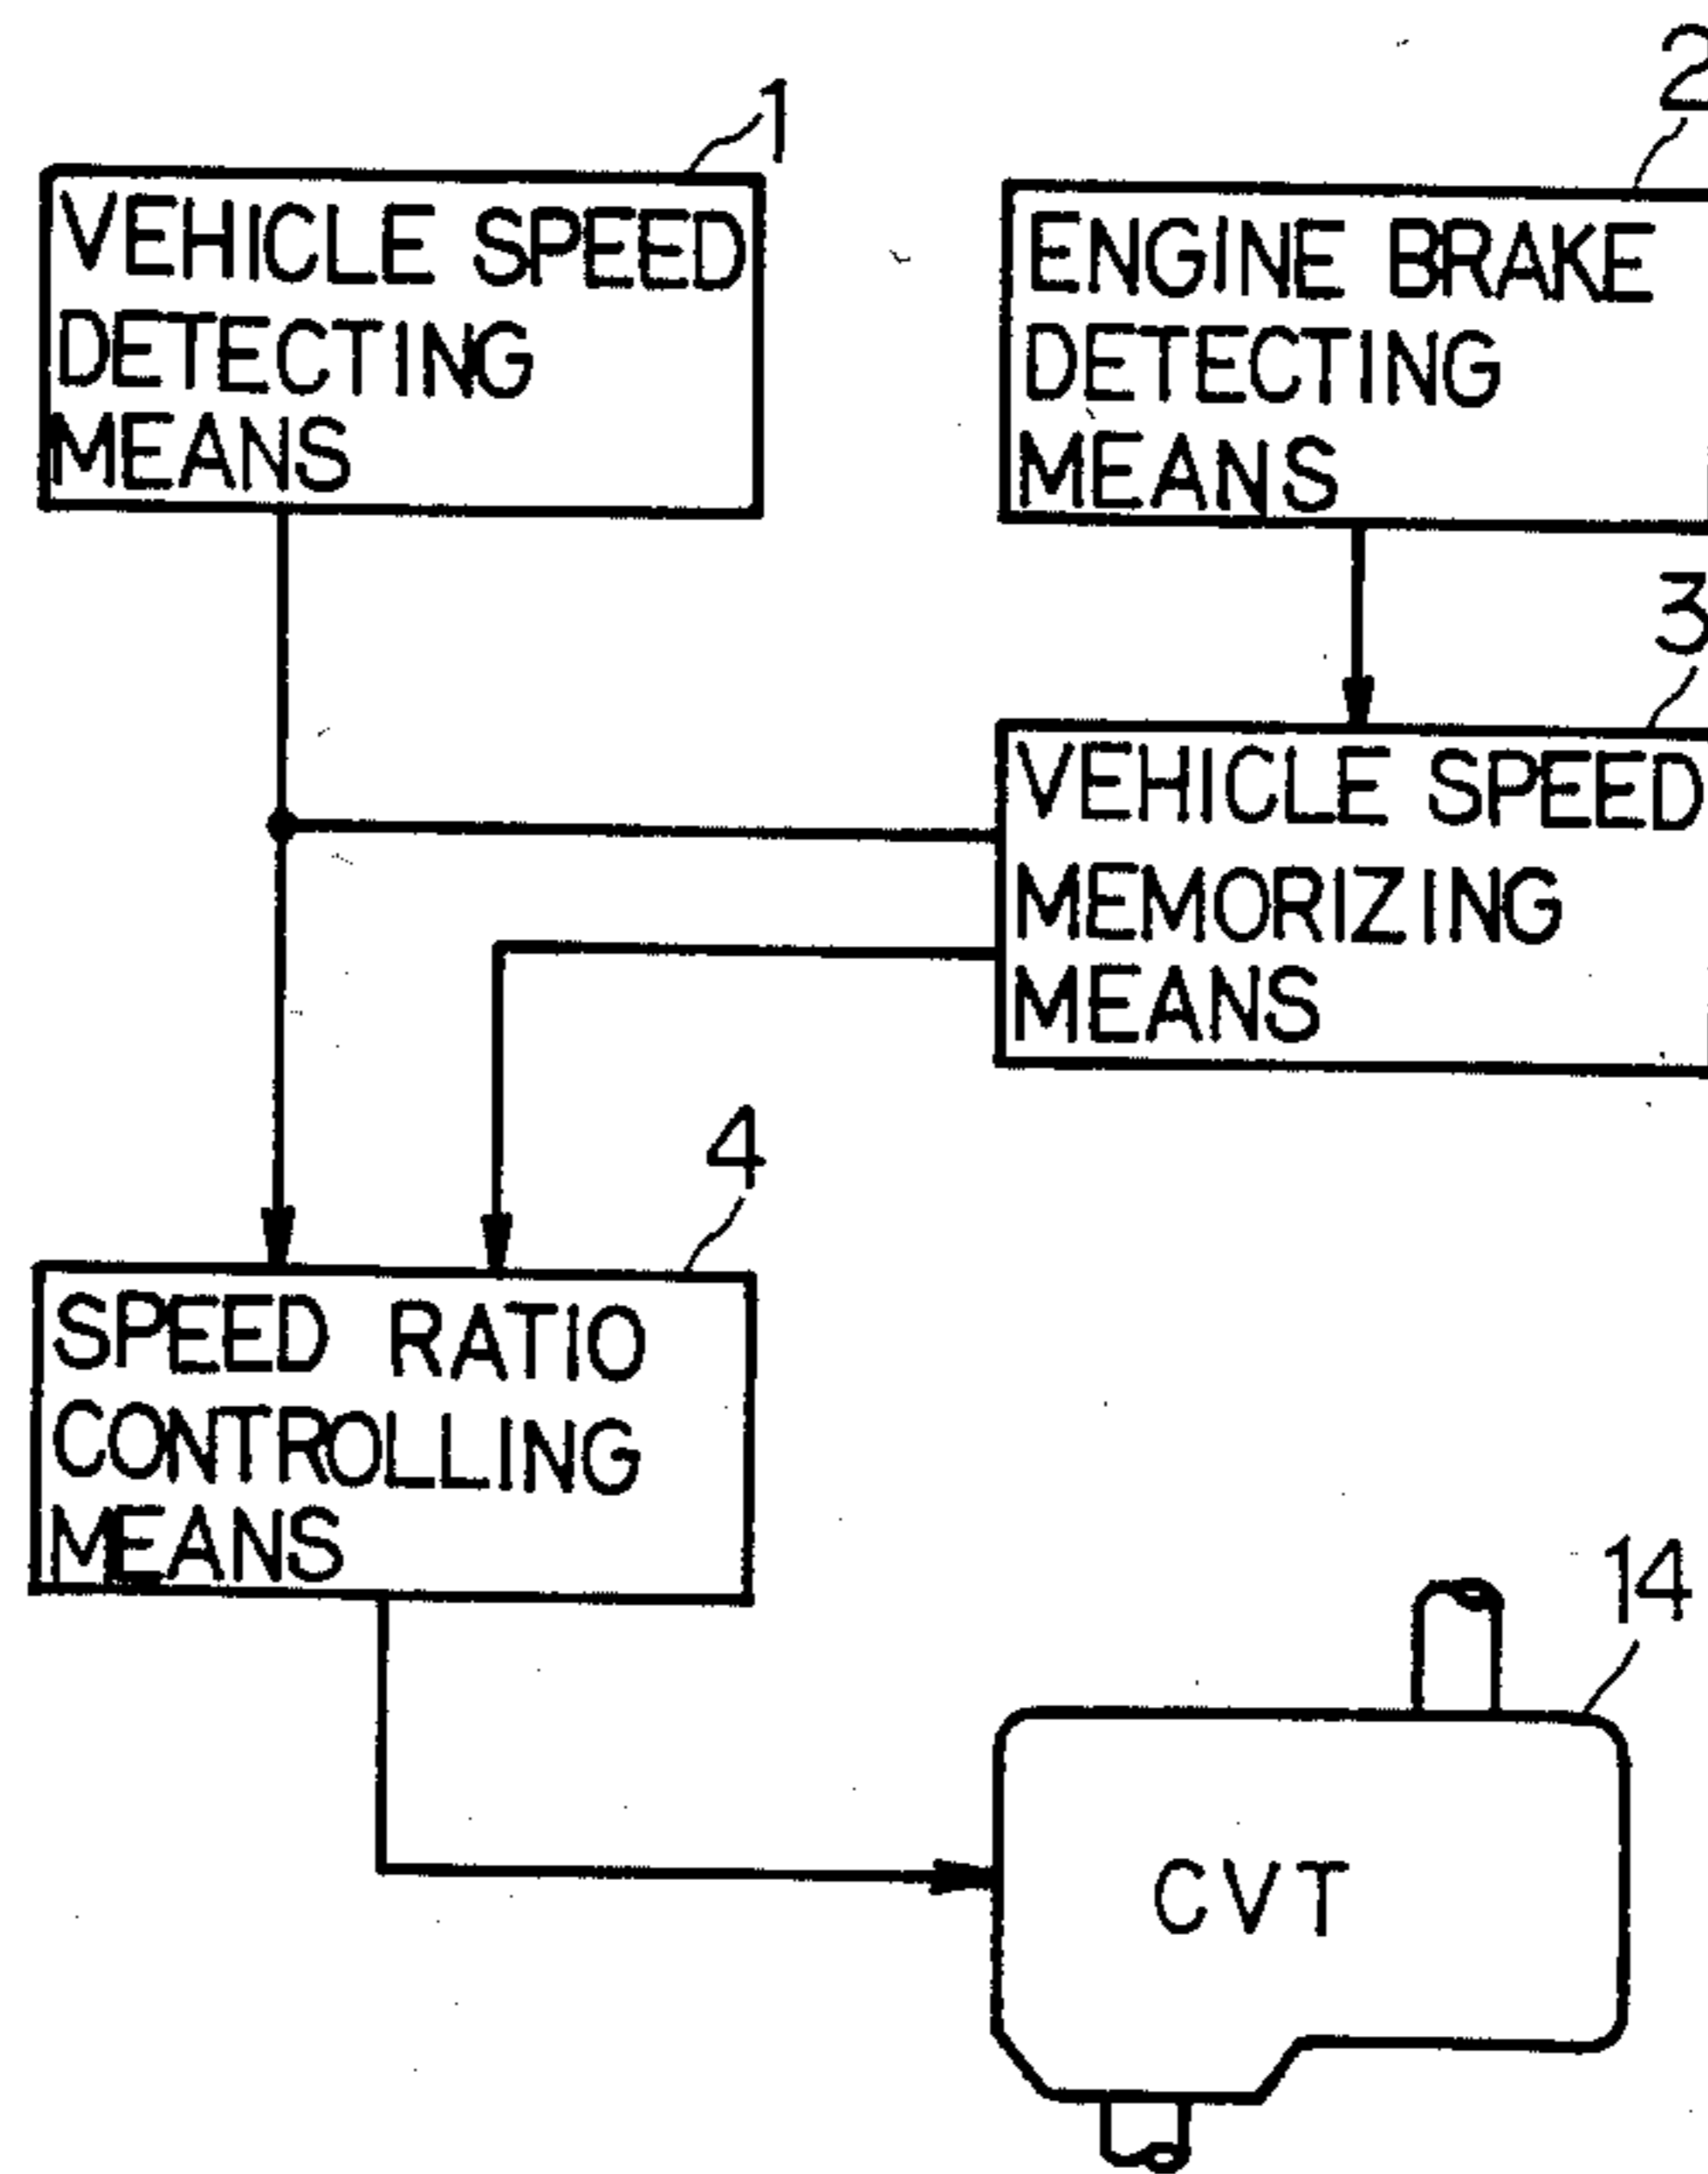 1
VEHICLE SPEED
DETECTING
MEANS
2
ENGINE BRAKE
DETECTING
MEANS
3
VEHICLE SPEED
MEMORIZING
MEANS
4
SPEED RATIO
CONTROLLING
MEANS
14
CVT